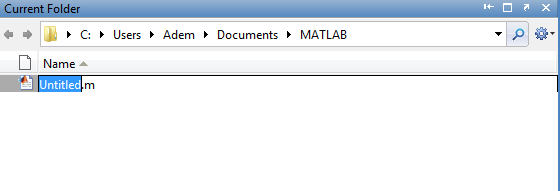 Current Folder
C: Users Adem Documents MATLAB
Name
Untitled.m